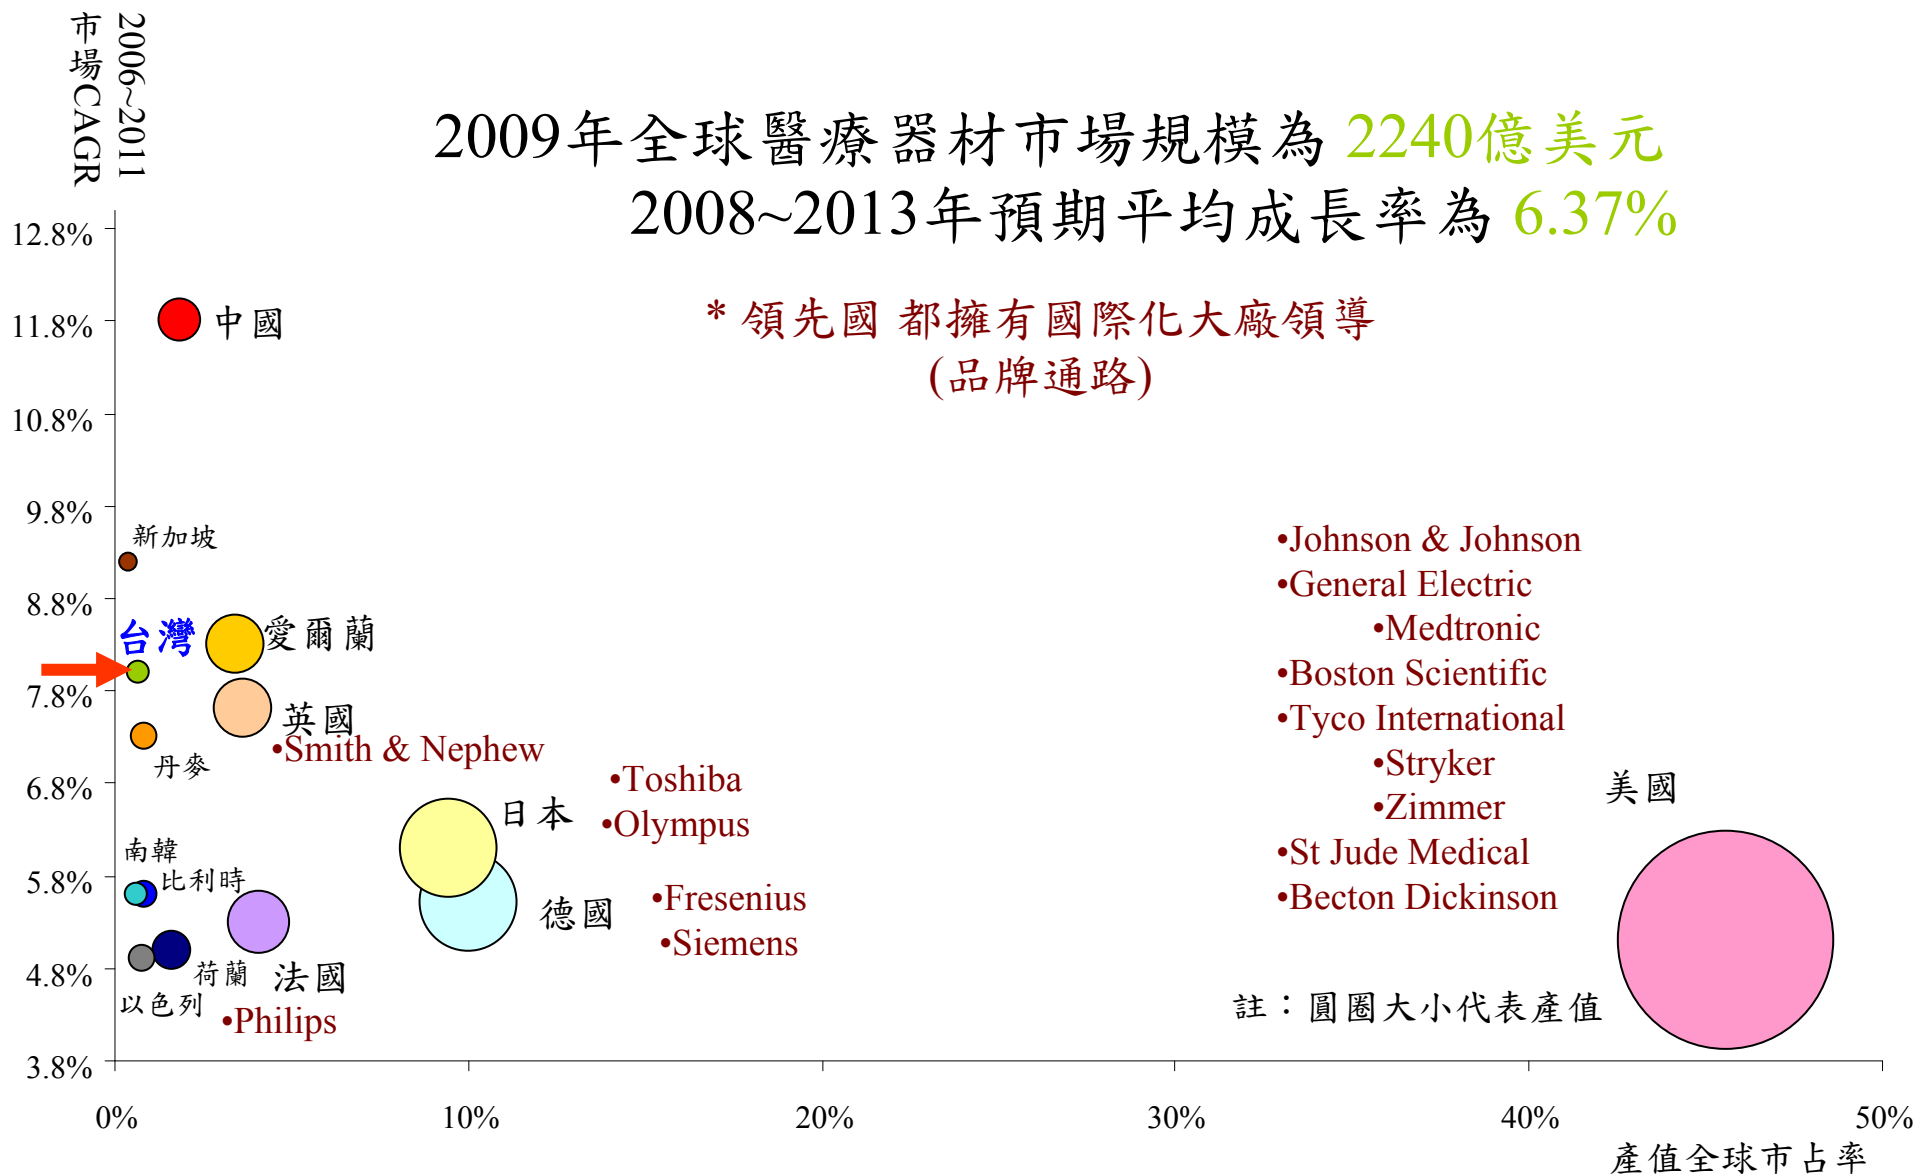 2006~2011
市場CAGR
2009年全球醫療器材市場規模為 2240億美元
2008~2013年預期平均成長率為 6.37%
* 領先國 都擁有國際化大廠領導
(品牌通路)
12.8%
11.8%
10.8%
9.8%
8.8%
7.8%
6.8%
5.8%
4.8%
3.8%
中國
新加坡
台灣
愛爾蘭
英國
•Smith & Nephew
丹麥
•Toshiba
•Olympus
日本
南韓
比利時
德國
•Fresenius
•Siemens
荷蘭
法國
以色列
•Philips
•Johnson & Johnson
•General Electric
•Medtronic
•Boston Scientific
•Tyco International
•Stryker
•Zimmer
•St Jude Medical
•Becton Dickinson
美國
註：圓圈大小代表產值
0%
10%
20%
30%
40%
50%
產值全球市占率